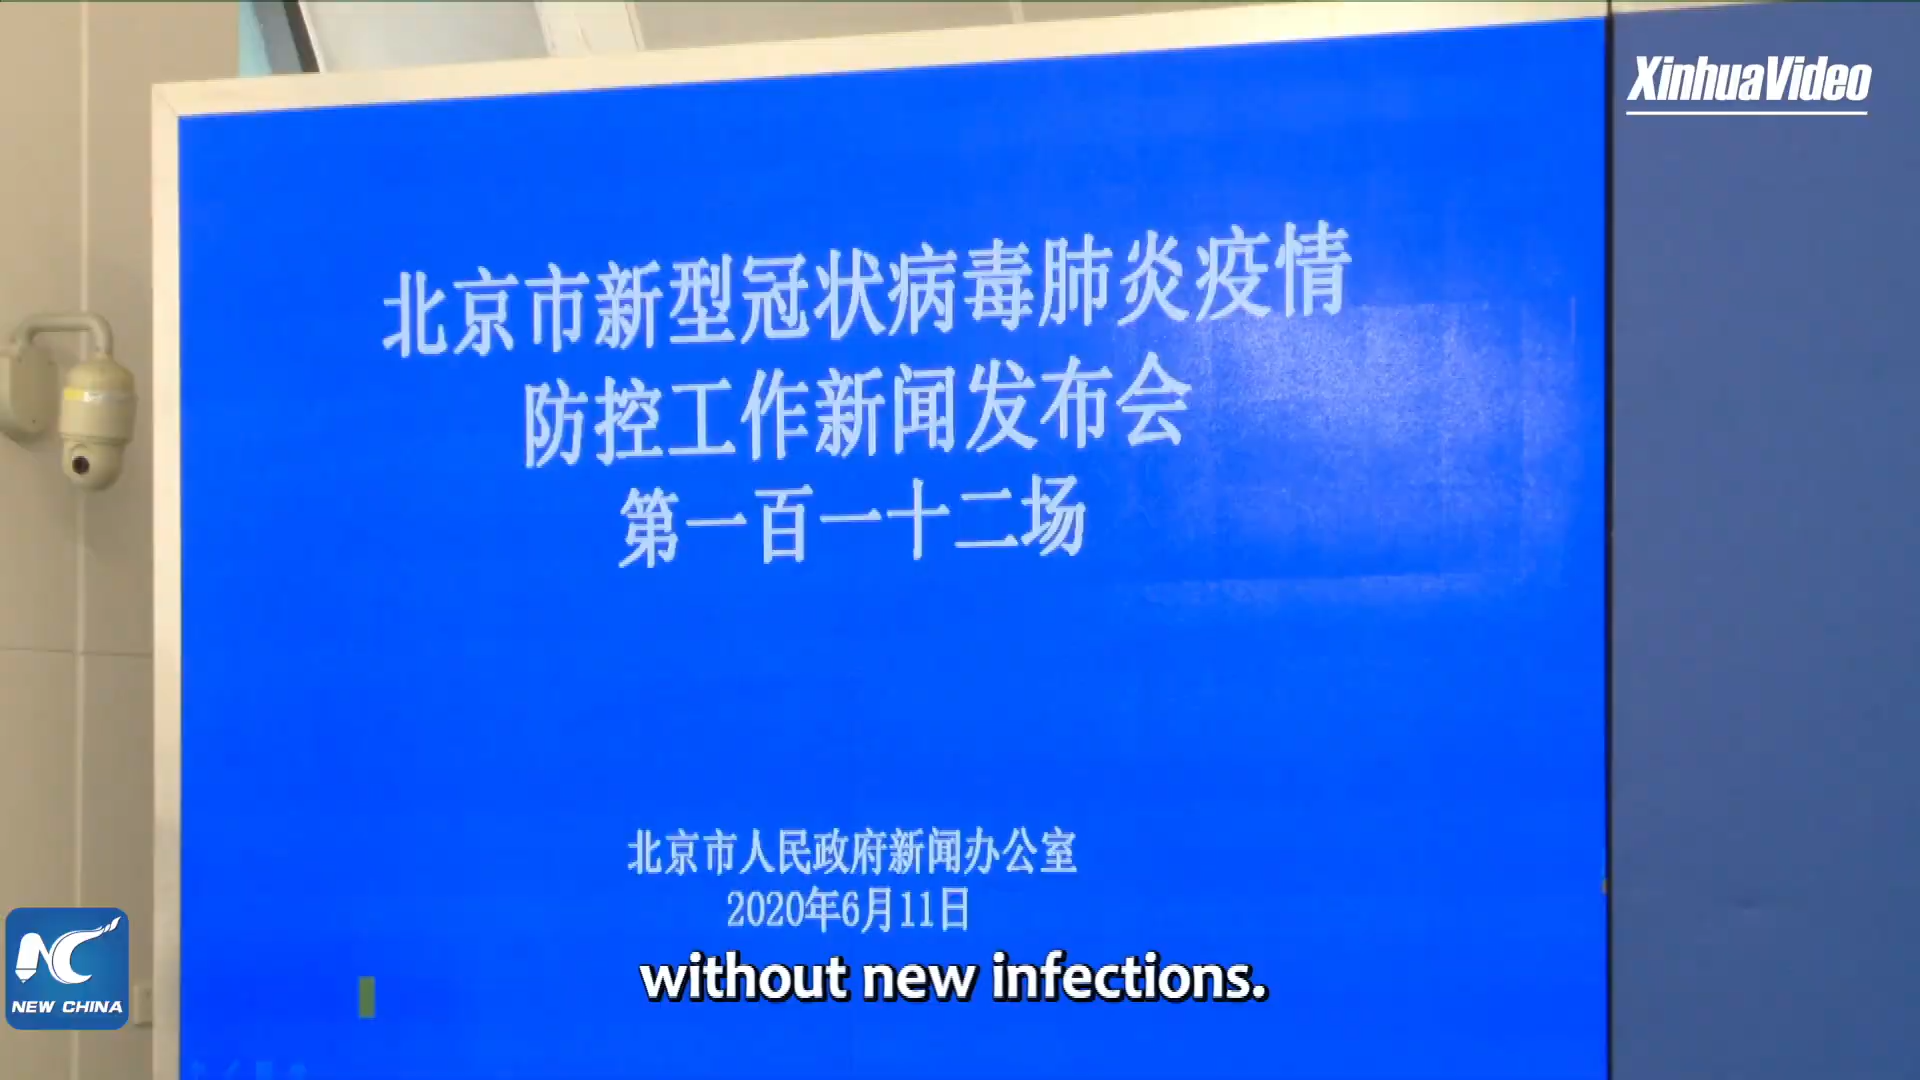 XinhuaVideo
北京市新型冠状病毒肺炎疫情
防控工作新闻发布会
第一百一十二场
北京市人民政府新闻办公室
2020年6月11日
without new infections.
NC
NEW CHINA